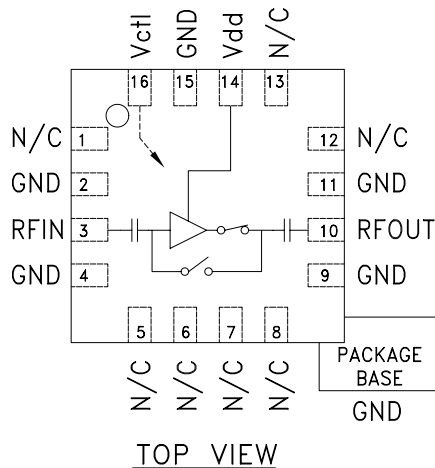 Vctl
GND
Vdd
N/C
16
15
14
13
N/C 1
12 N/C
GND 2
11 GND
RFIN 3
10 RFOUT
GND 4
9 GND
5
6
7
8
N/C
N/C
N/C
N/C
PACKAGE
BASE
GND
TOP VIEW